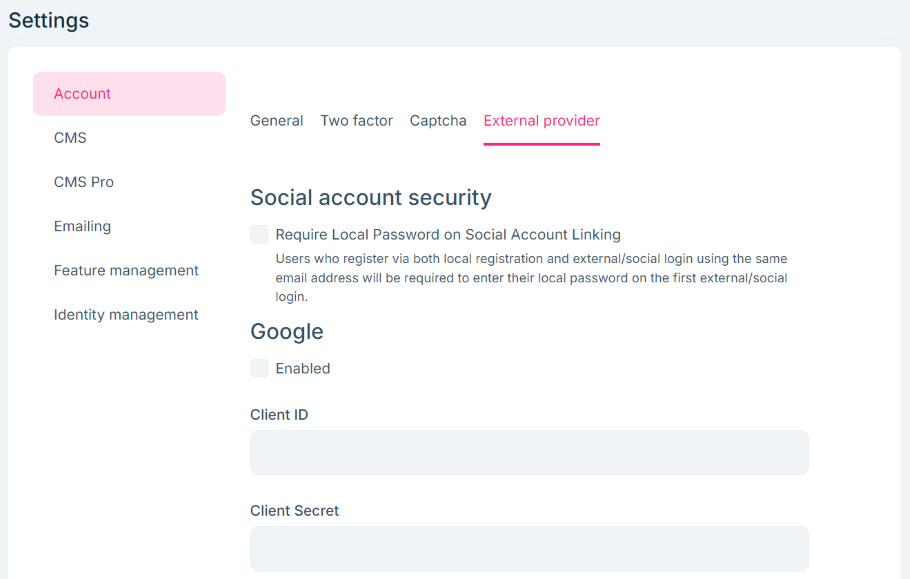 Settings
Account
CMS
CMS Pro
Emailing
Feature management
Identity management
General Two factor Captcha External provider
Social account security
Require Local Password on Social Account Linking
Users who register via both local registration and external/social login using the same
email address will be required to enter their local password on the first external/social
login.
Google
Enabled
Client ID
Client Secret